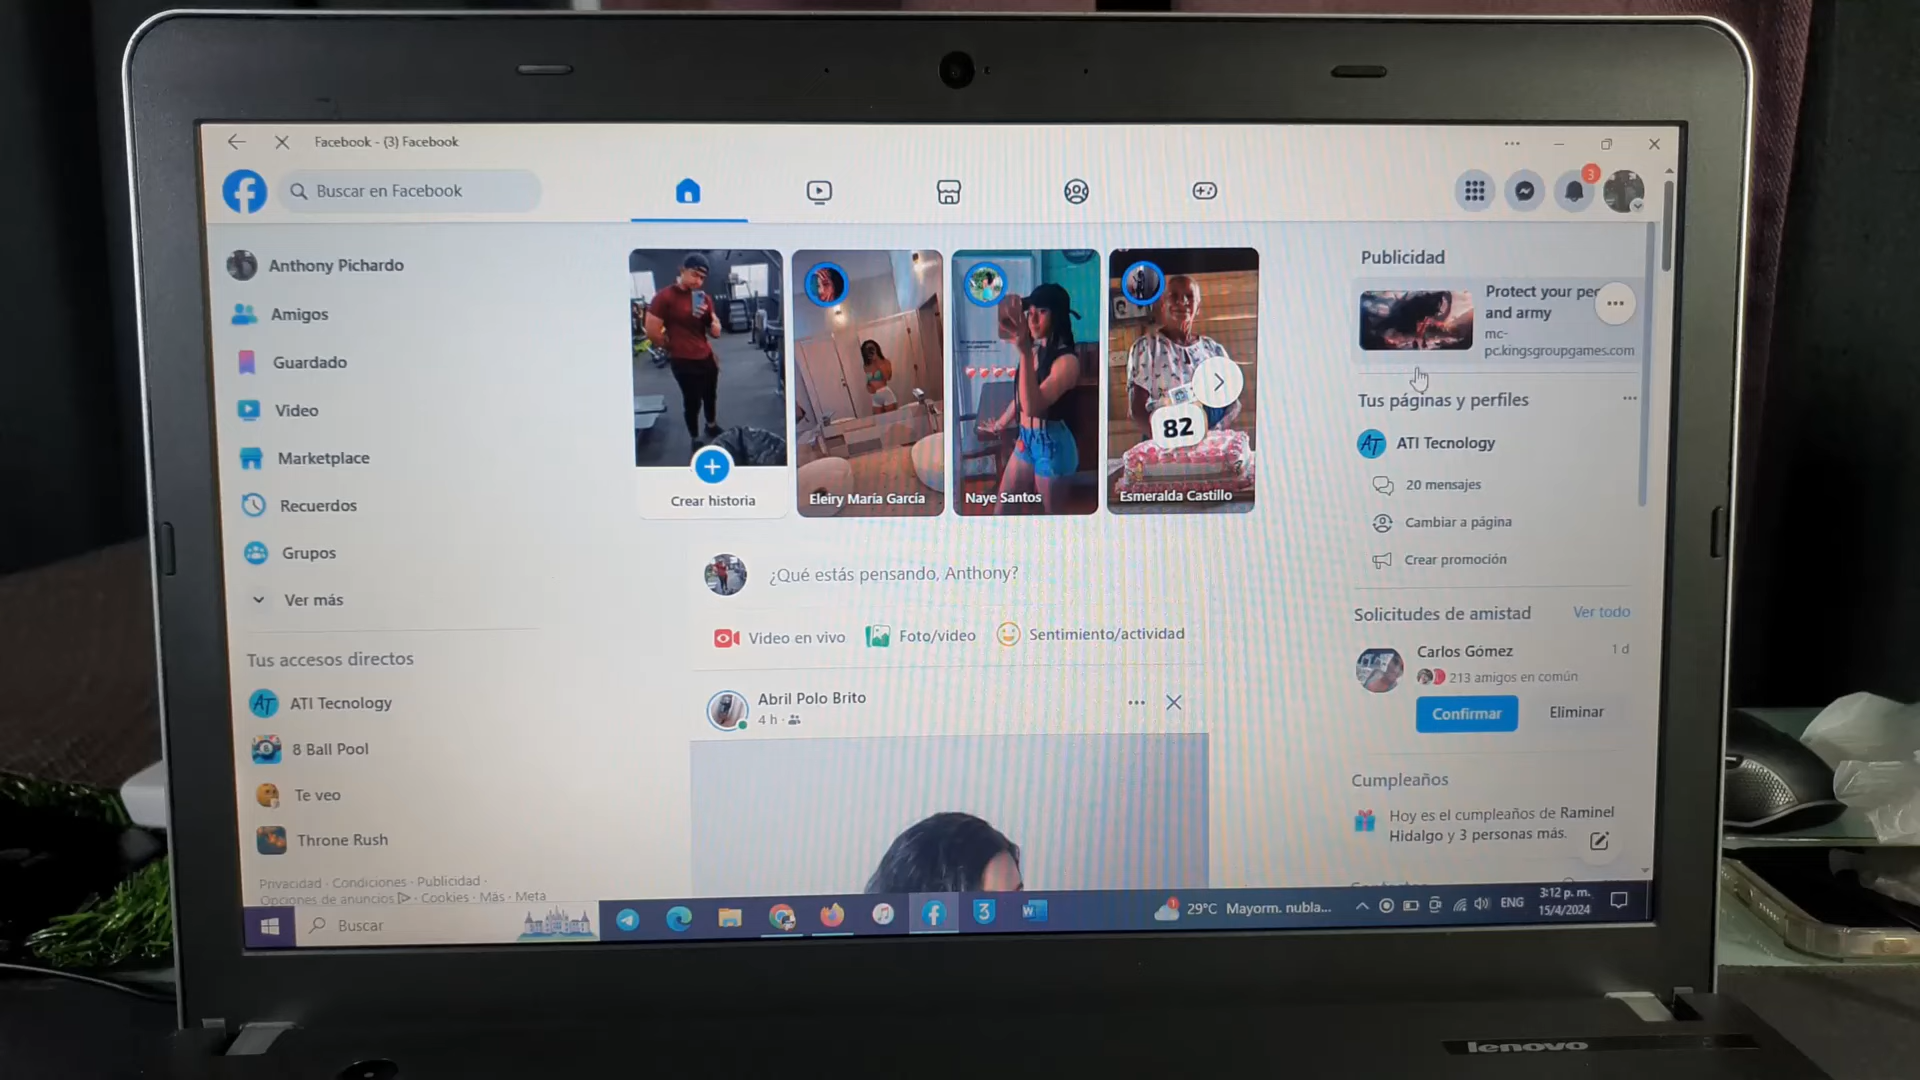 Facebook - (3) Facebook
Buscar en Facebook
3
Anthony Pichardo
Amigos
Guardado
Video
Marketplace
Recuerdos
Grupos
Ver más
Tus accesos directos
ATI Tecnology
8 Ball Pool
Te veo
Throne Rush
Privacidad · Condiciones · Publicidad ·
Opciones de anuncios · Cookies · Más · Meta
Crear historia
Eleiry María García
Naye Santos
82
Esmeralda Castillo
¿Qué estás pensando, Anthony?
Video en vivo
Foto/video
Sentimiento/actividad
Abril Polo Brito
4 h ·
Publicidad
Protect your
and army
mc-
pc.kingsgroupgames.com
Tus páginas y perfiles
AT ATI Tecnology
20 mensajes
Cambiar a página
Crear promoción
Solicitudes de amistad
Ver todo
Carlos Gómez
1 d
213 amigos en común
Confirmar
Eliminar
Cumpleaños
Hoy es el cumpleaños de Raminel
Hidalgo y 3 personas más.
Buscar
29°C Mayorm. nubla...
ENG
3:12 p. m.
15/4/2024
lenovo